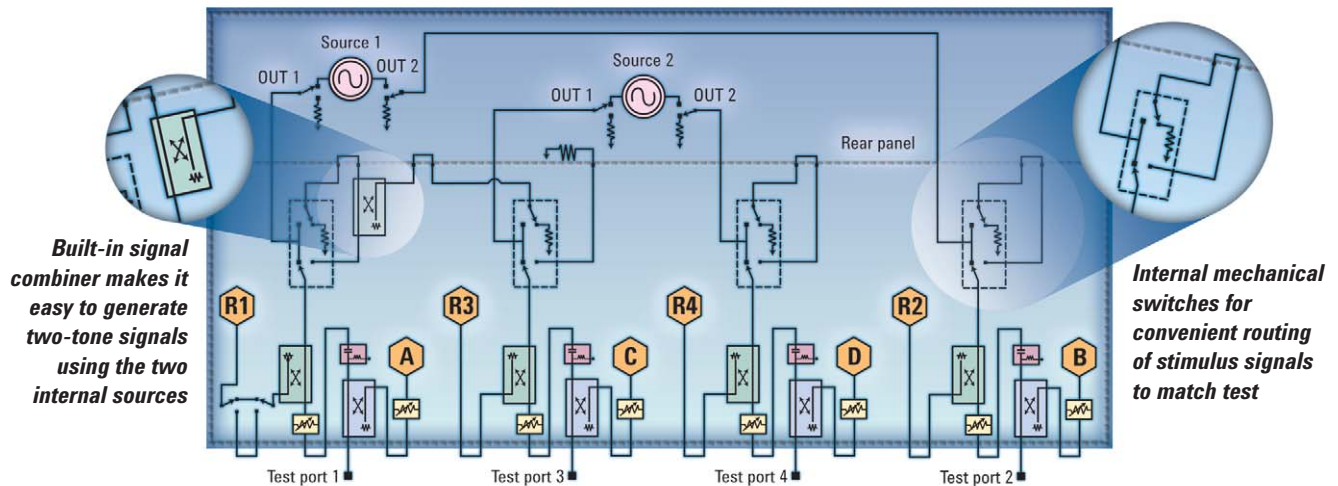 Source 1
OUT 1
OUT 2
Source 2
OUT 1
OUT 2
Rear panel
Built-in signal
combiner makes it
easy to generate
two-tone signals
using the two
internal sources
Internal mechanical
switches for
convenient routing
of stimulus signals
to match test
R1
A
R3
C
R4
D
R2
B
Test port 1
Test port 3
Test port 4
Test port 2